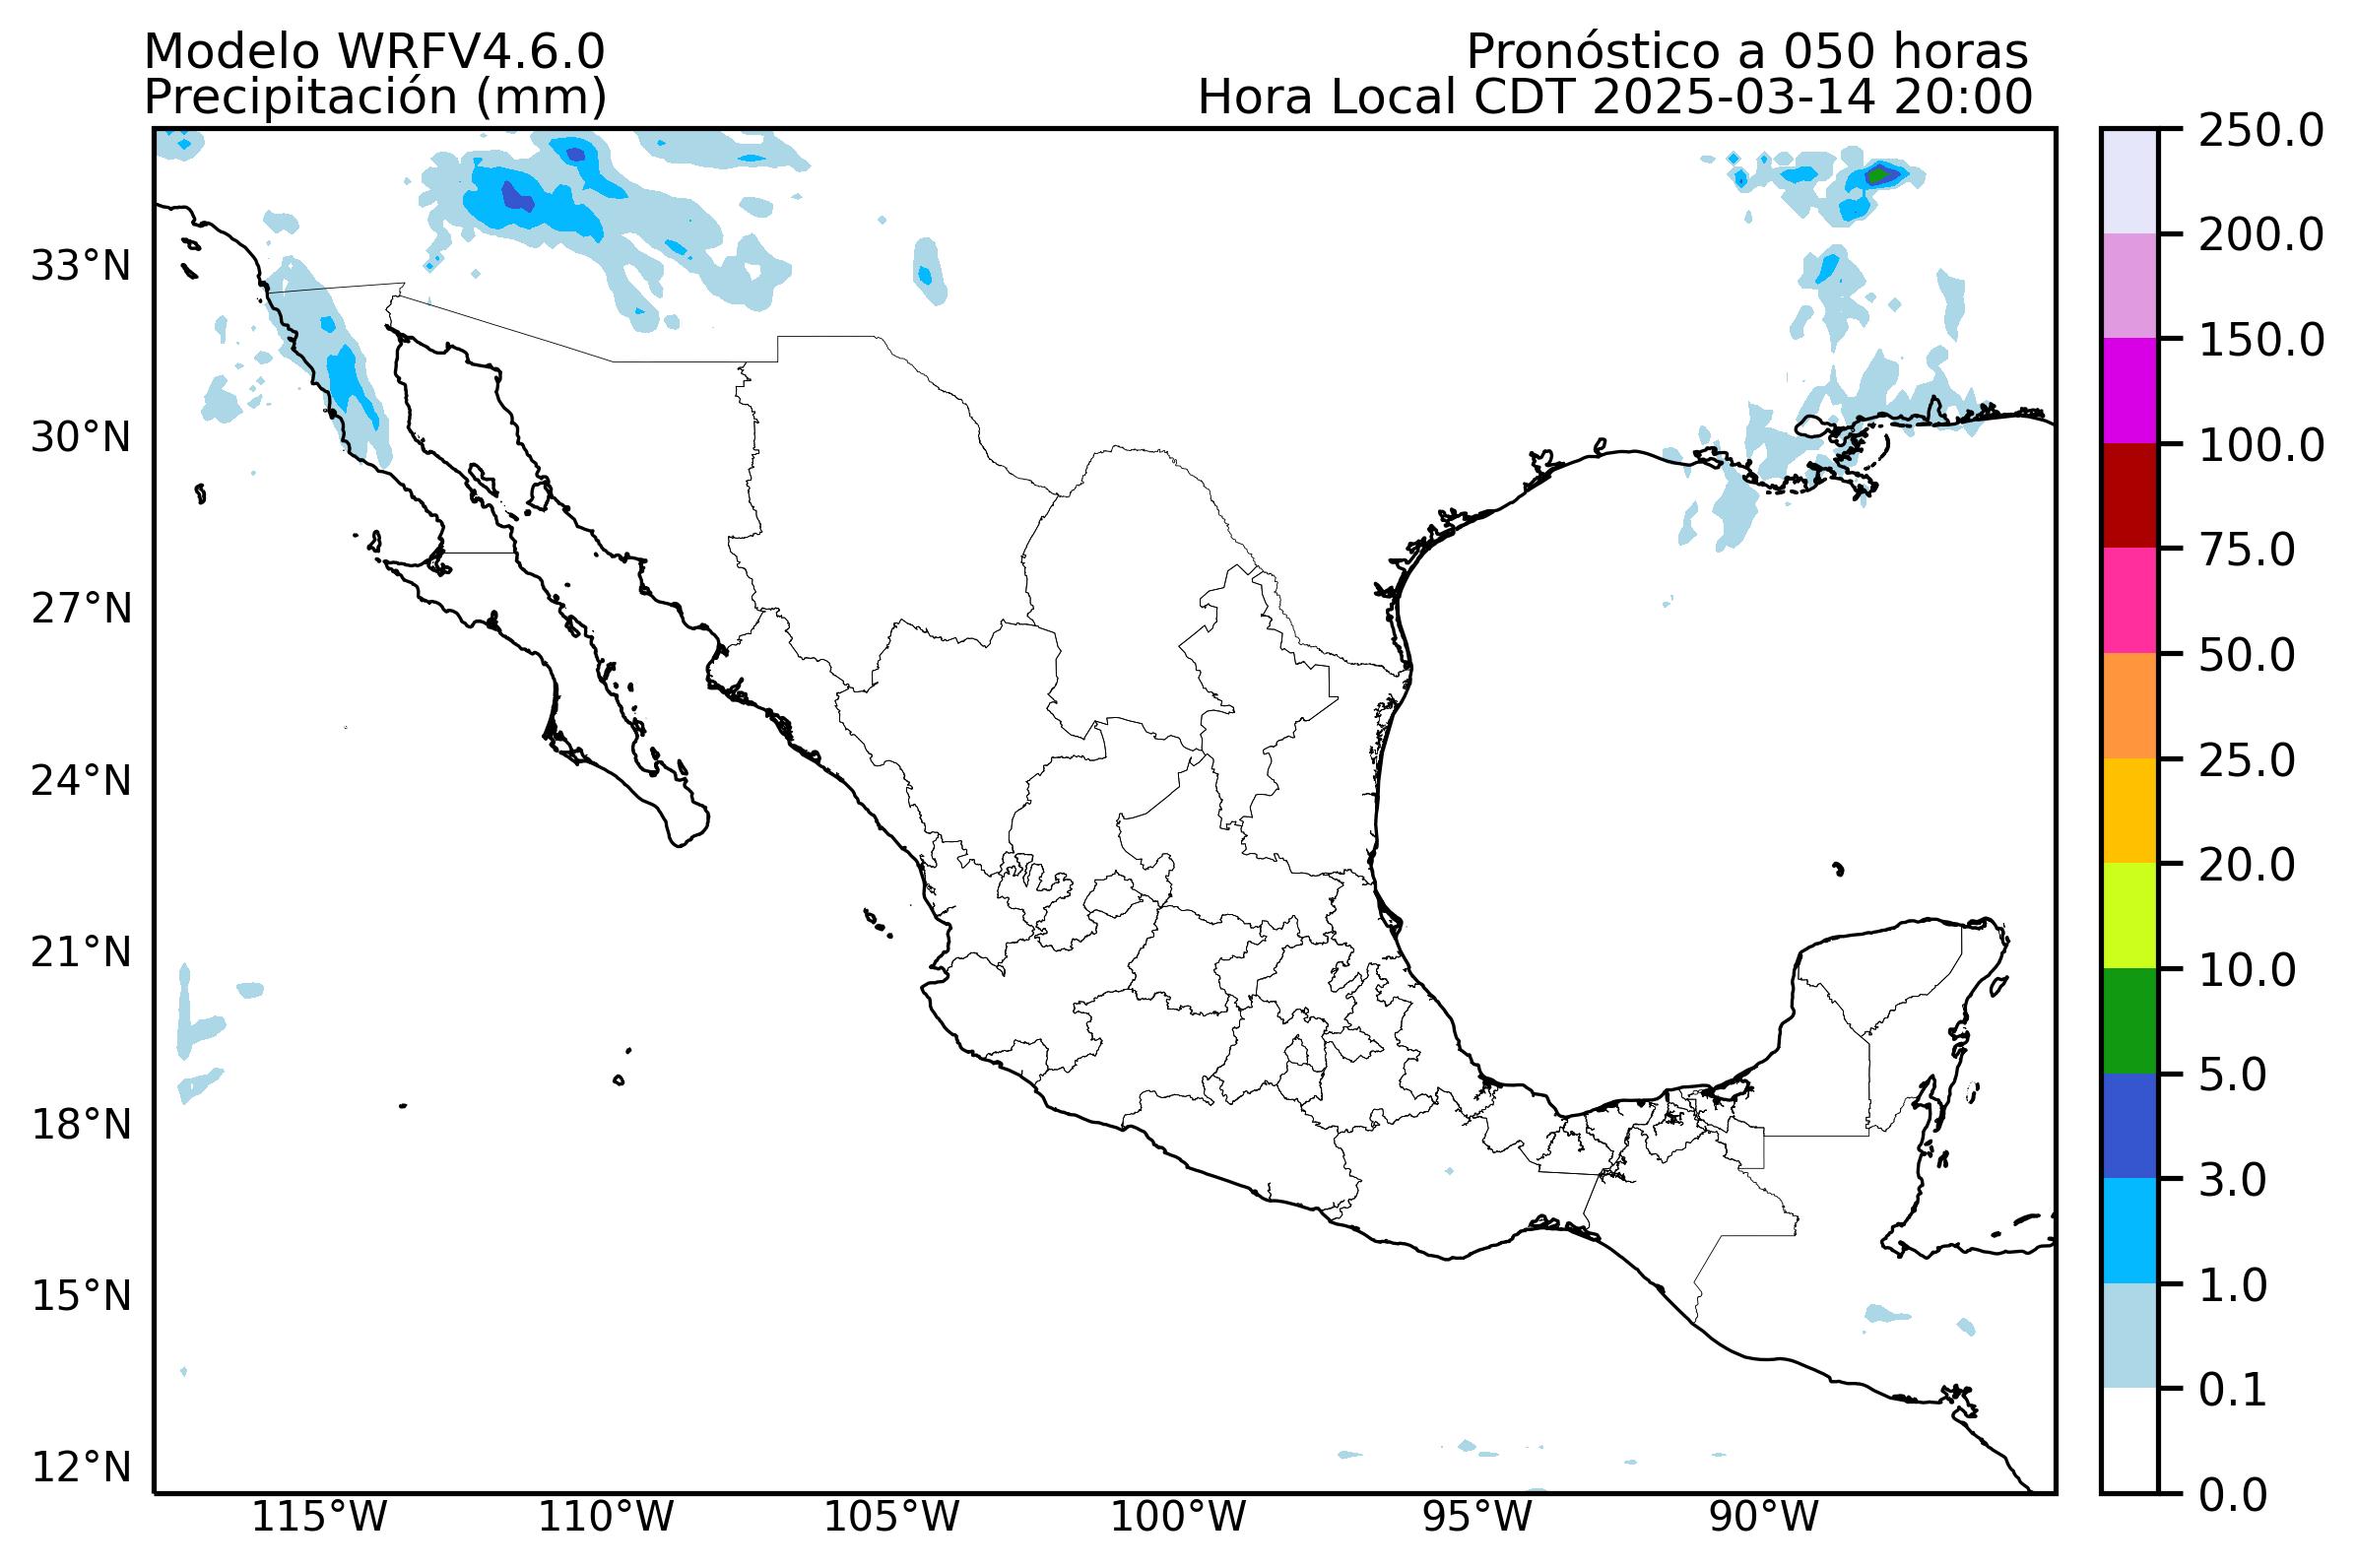 Modelo WRFV4.6.0
Precipitación (mm)
Pronóstico a 050 horas
Hora Local CDT 2025-03-14 20:00
33°N
30°N
27°N
24°N
21°N
18°N
15°N
12°N
115°W
110°W
105°W
100°W
95°W
90°W
250.0
200.0
150.0
100.0
75.0
50.0
25.0
20.0
10.0
5.0
3.0
1.0
0.1
0.0